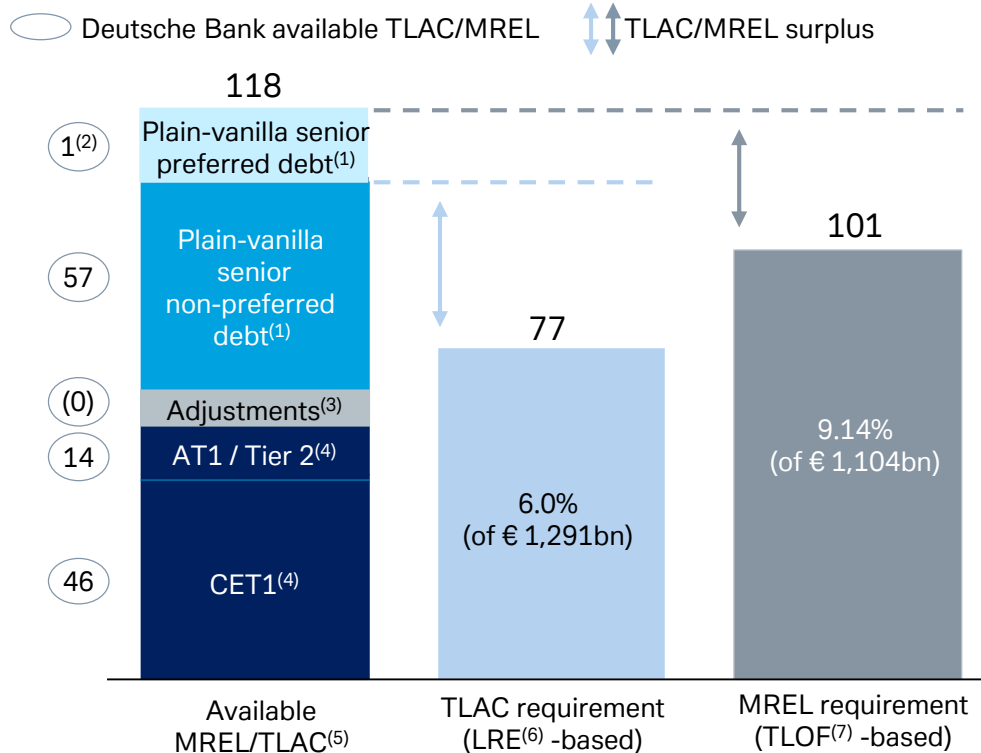 Deutsche Bank available TLAC/MREL
TLAC/MREL surplus
118
1(2)
Plain-vanilla senior
preferred debt(1)
57
Plain-vanilla
senior
non-preferred
debt(1)
(0)
Adjustments(3)
14
AT1 / Tier 2(4)
46
CET1(4)
77
6.0%
(of € 1,291bn)
101
9.14%
(of € 1,104bn)
Available
MREL/TLAC(5)
TLAC requirement
(LRE(6) -based)
MREL requirement
(TLOF(7) -based)